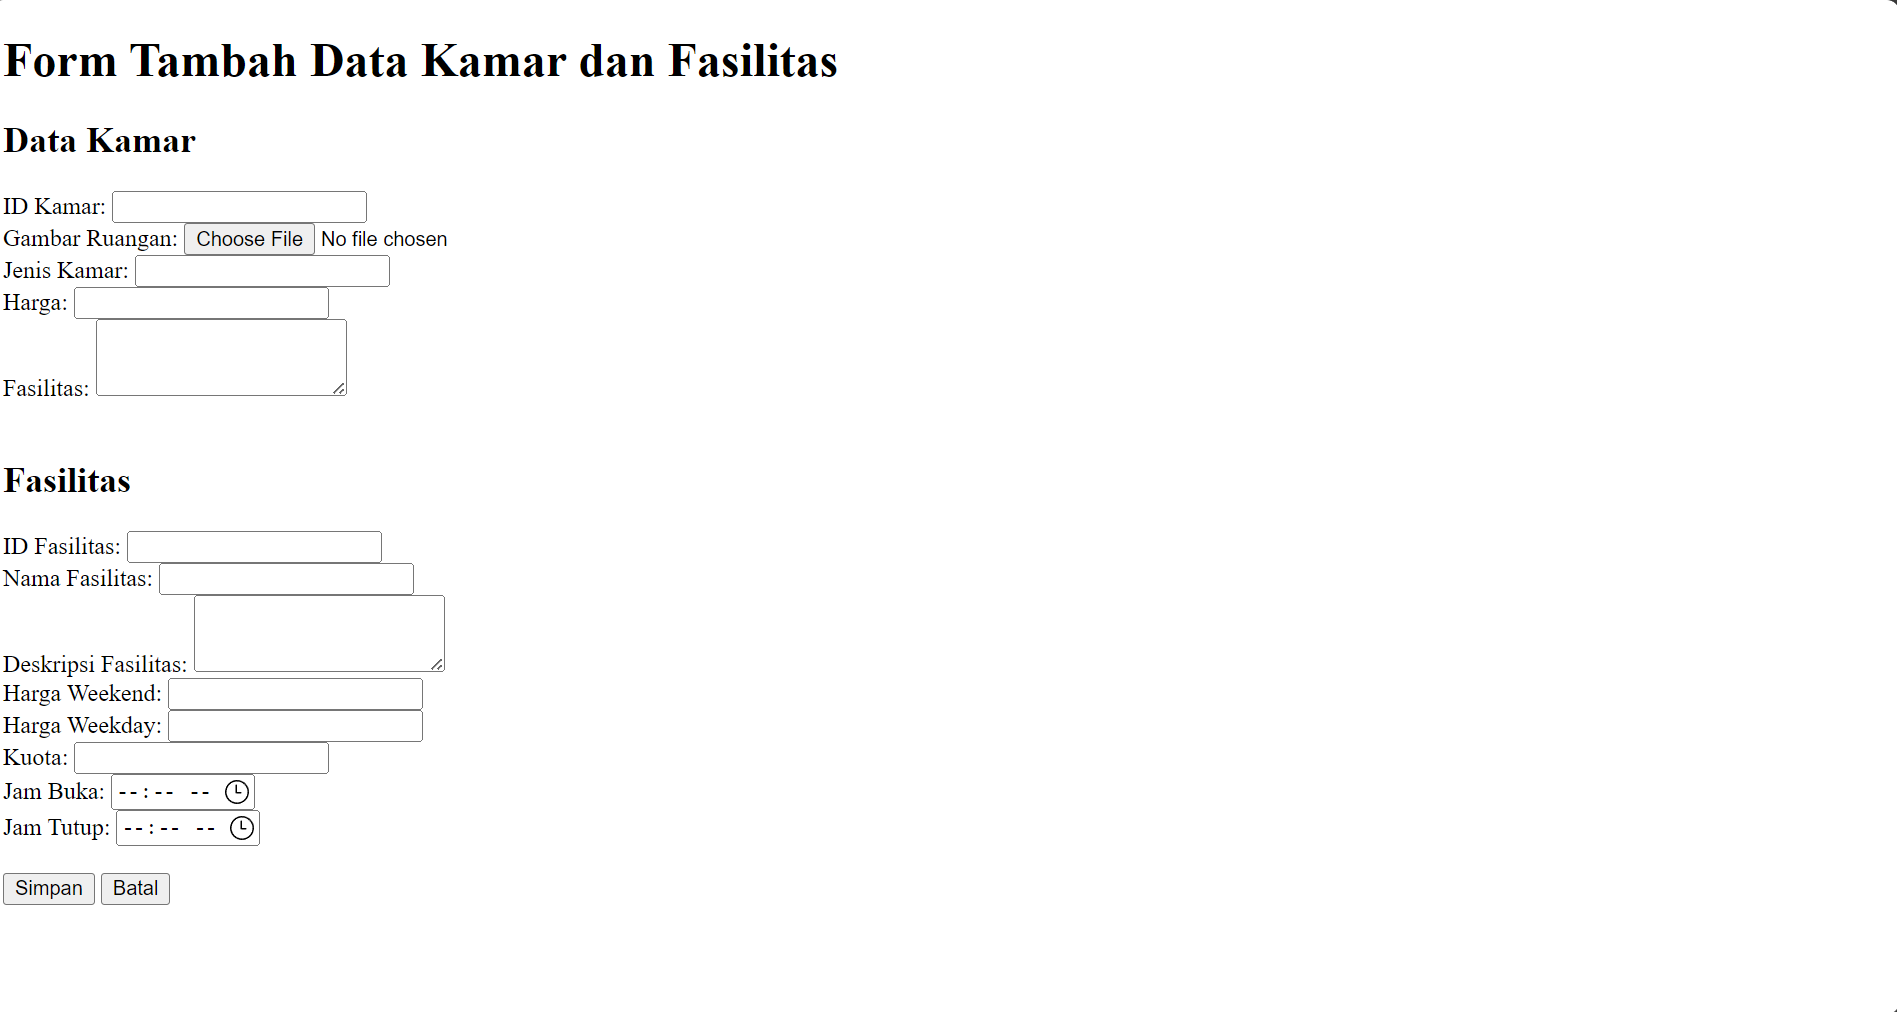 Form Tambah Data Kamar dan Fasilitas
Data Kamar
ID Kamar:
Gambar Ruangan: Choose File No file chosen
Jenis Kamar:
Harga:
Fasilitas:
Fasilitas
ID Fasilitas:
Nama Fasilitas:
Deskripsi Fasilitas:
Harga Weekend:
Harga Weekday:
Kuota:
Jam Buka: --:-- --
Jam Tutup: --:-- --
Simpan Batal